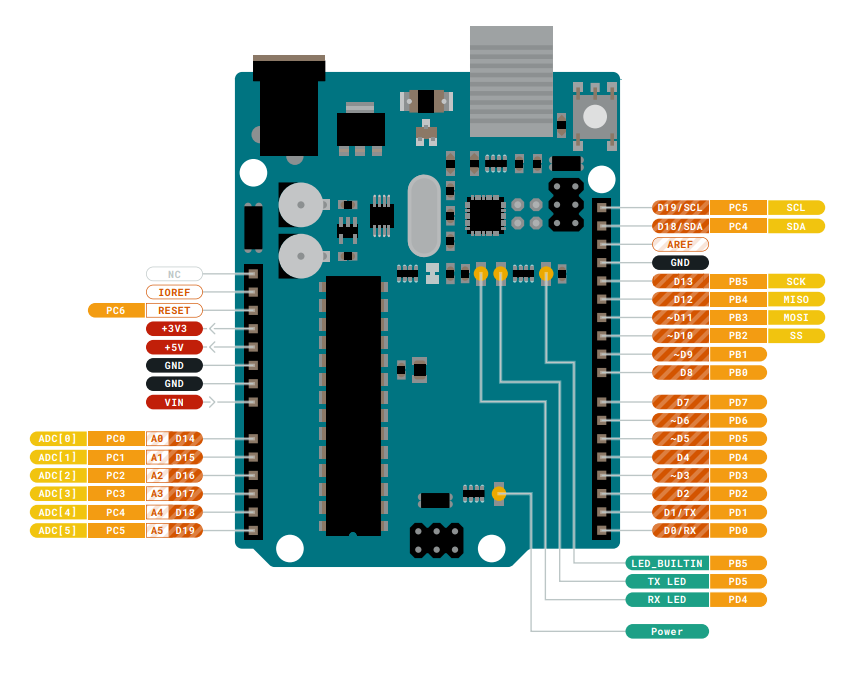 D19/SCL PC5 SCL
D18/SDA PC4 SDA
AREF
GND
NC
D13 PB5 SCK
IOREF
D12 PB4 MISO
PC6 RESET
~D11 PB3 MOSI
+3V3
~D10 PB2 SS
+5V
~D9 PB1
GND
D8 PB0
GND
VIN
D7 PD7
~D6 PD6
ADC[0] PC0 A0 D14
~D5 PD5
ADC[1] PC1 A1 D15
D4 PD4
ADC[2] PC2 A2 D16
~D3 PD3
ADC[3] PC3 A3 D17
D2 PD2
ADC[4] PC4 A4 D18
D1/TX PD1
ADC[5] PC5 A5 D19
D0/RX PD0
LED_BUILTIN PB5
TX LED PD5
RX LED PD4
Power